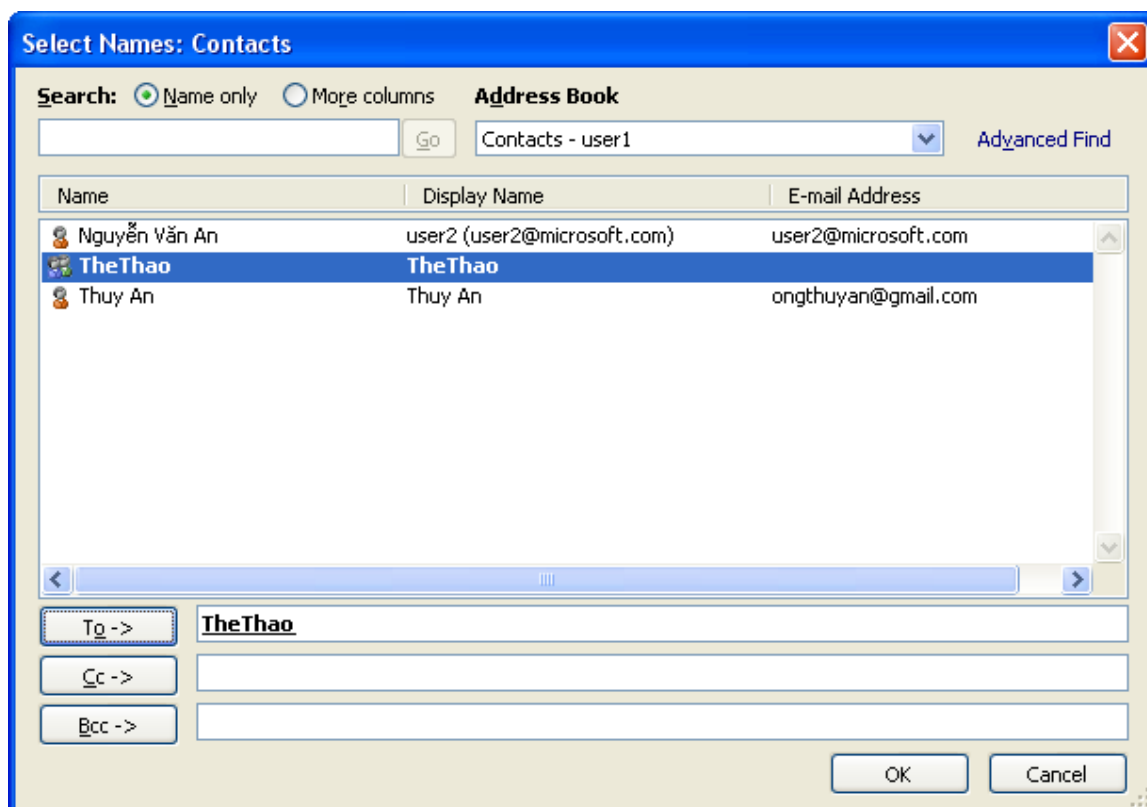 Select Names: Contacts
Search: Name only More columns Address Book
Go Contacts - user1 Advanced Find
Name Display Name E-mail Address
Nguyễn Văn An user2 (user2@microsoft.com) user2@microsoft.com
TheThao TheThao
Thuy An Thuy An ongthuyan@gmail.com
To -> TheThao
Cc ->
Bcc ->
OK Cancel